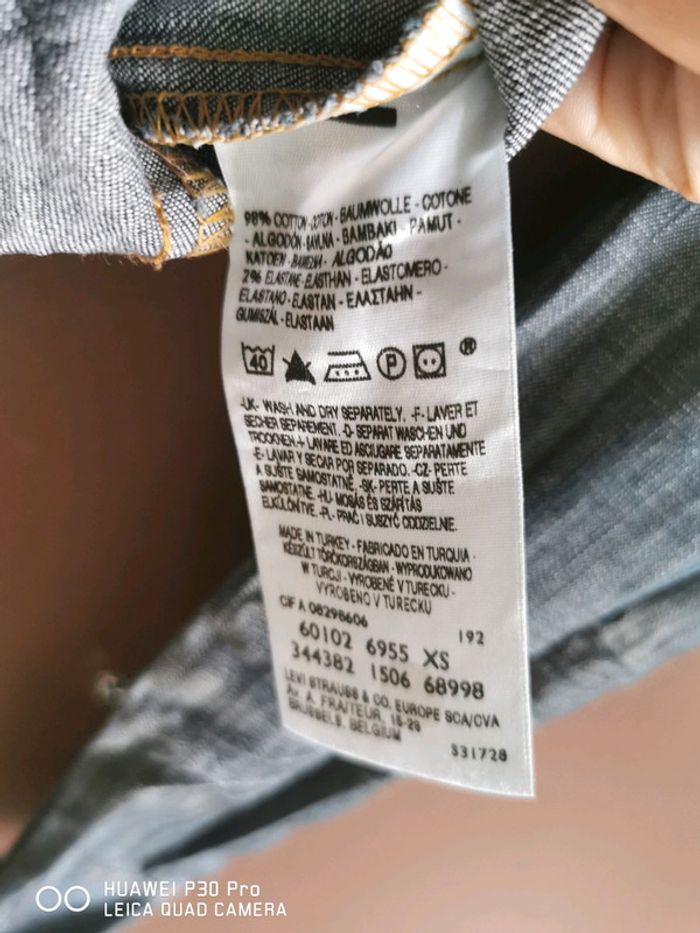 98% COTTON-COTON-BAUMWOLLE-COTONE
-ALGODÓN-BAVLNA-BAMBAKI-PAMUT-
KATOEN-BAWEŁNA-ALGODÃO
2% ELASTANE-ELASTHAN-ELASTOMERO-
ELASTANO-ELASTAN-ΕΛΑΣΤΑΗΝ-
GUMISZÁL-ELASTAAN
40 P ®
-UK- WASH AND DRY SEPARATELY. -F- LAVER ET
SECHER SEPAREMENT. -D- SEPARAT WASCHEN UND
TROCKNEN-I- LAVARE ED ASCIUGARE SEPARATAMENTE
-E- LAVAR Y SECAR POR SEPARADO. -CZ- PERTE
A SUŠTE SAMOSTATNĚ. -SK- PERTE A SUŠTE
SAMOSTATNE. -HU- MOSÁS ÉS SZÁRÍTÁS
ELKÜLÖNÍTVE. -PL- PRAĆ I SUSZYĆ ODDZIELNIE.
MADE IN TURKEY-FABRICADO EN TURQUIA-
KÉSZÜLT TÖRÖKORSZÁGBAN-WYPRODUKOWANO
W TURCJI-VYROBENÉ V TURECKU-
VYROBENO V TURECKU
CIF A 08298606
192
60102 6955 XS
344382 1506 68998
LEVI STRAUSS & CO. EUROPE SCA/CVA
Av. A. FRAITEUR, 15-23
BRUSSELS, BELGIUM
S31728
HUAWEI P30 Pro
LEICA QUAD CAMERA